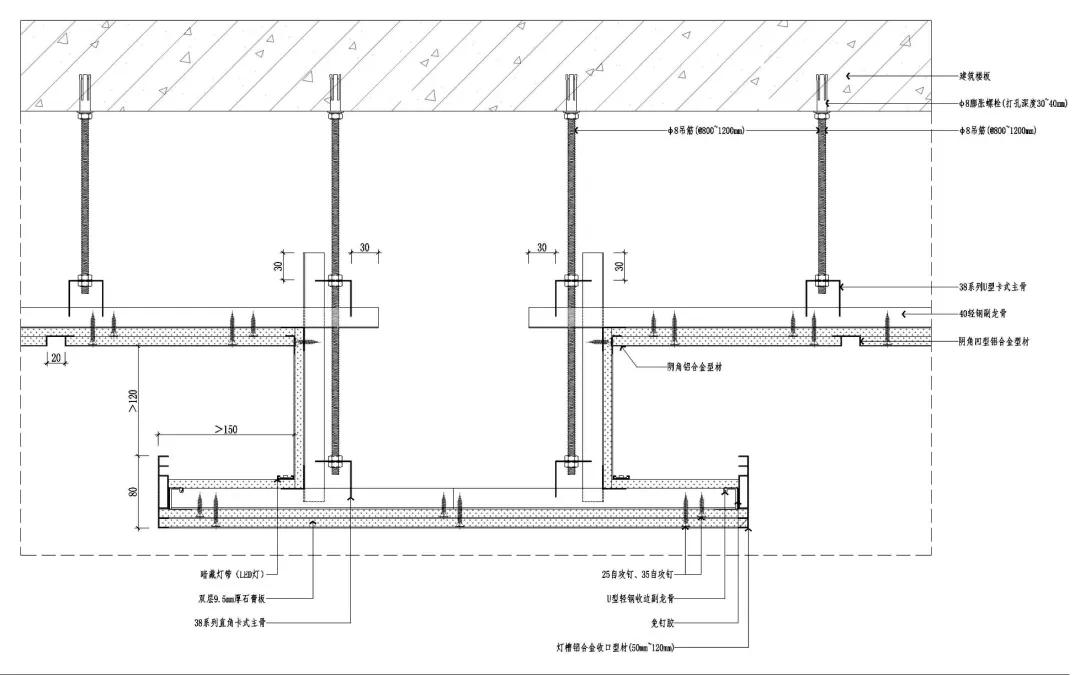 建筑楼板
φ8膨胀螺栓(打孔深度30~40mm)
φ8吊筋(@800~1200mm)
φ8吊筋(@800~1200mm)
30
30
30
30
38系列U型卡式主骨
40轻钢副龙骨
阴角凹型铝合金型材
20
阴角铝合金型材
>120
>150
80
暗藏灯带（LED灯）
25自攻钉、35自攻钉
双层9.5mm厚石膏板
U型轻钢收边副龙骨
38系列直角卡式主骨
免钉胶
灯槽铝合金收口型材(50mm~120mm)